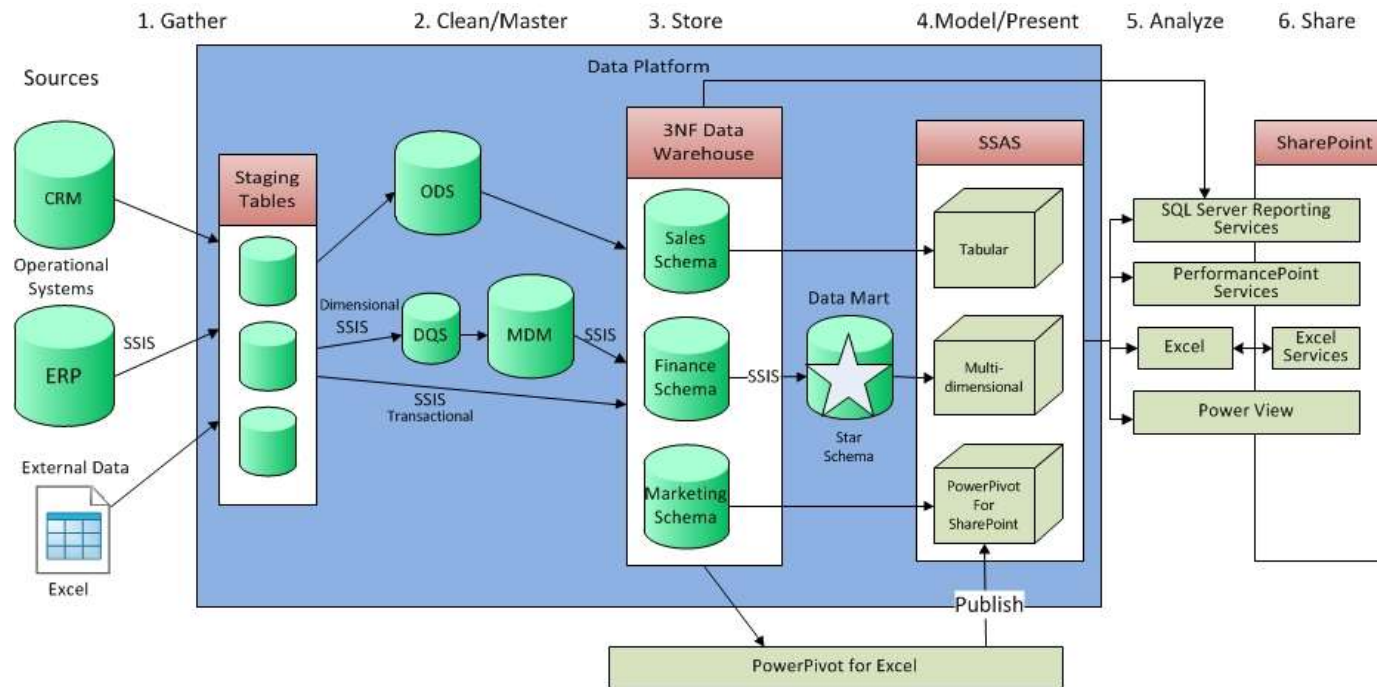 1. Gather
2. Clean/Master
3. Store
4.Model/Present
5. Analyze
6. Share
Data Platform
Sources
CRM
Operational
Systems
ERP
SSIS
External Data
Excel
Staging
Tables
ODS
Dimensional
SSIS
DQS
MDM
SSIS
SSIS
Transactional
3NF Data
Warehouse
Sales
Schema
Finance
Schema
Marketing
Schema
SSIS
Data Mart
Star
Schema
SSAS
Tabular
Multi-
dimensional
PowerPivot
For
SharePoint
Publish
PowerPivot for Excel
SharePoint
SQL Server Reporting
Services
PerformancePoint
Services
Excel
Excel
Services
Power View